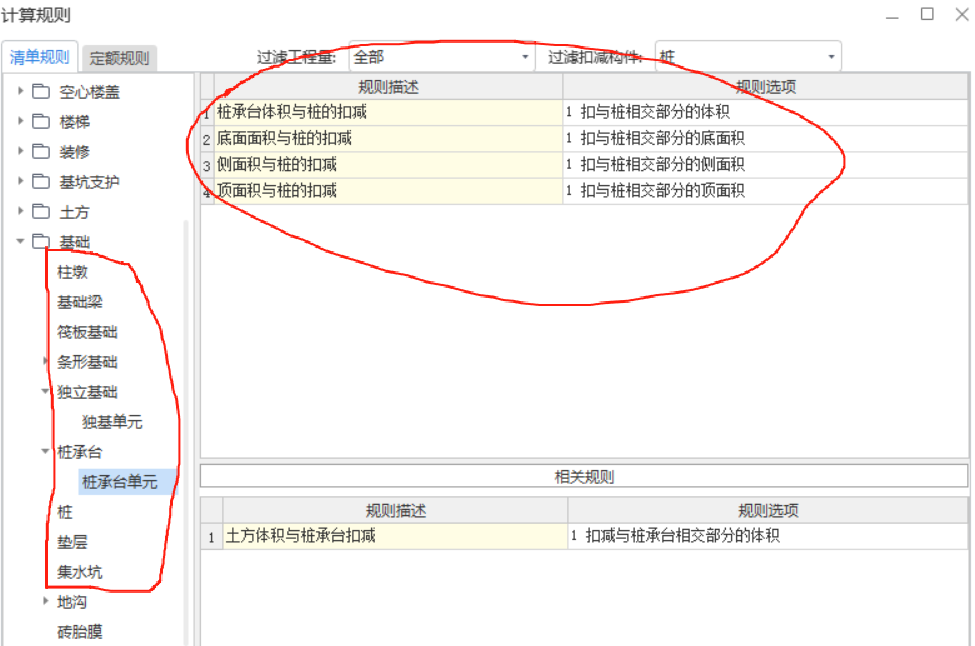 计算规则
清单规则 定额规则 过滤工程量: 全部 过滤扣减构件: 桩
空心楼盖
楼梯
装修
基坑支护
土方
基础
柱墩
基础梁
筏板基础
条形基础
独立基础
独基单元
桩承台
桩承台单元
桩
垫层
集水坑
地沟
砖胎膜
规则描述 规则选项
1 桩承台体积与桩的扣减 1 扣与桩相交部分的体积
2 底面面积与桩的扣减 1 扣与桩相交部分的底面积
3 侧面积与桩的扣减 1 扣与桩相交部分的侧面积
4 顶面积与桩的扣减 1 扣与桩相交部分的顶面积
相关规则
规则描述 规则选项
1 土方体积与桩承台扣减 1 扣减与桩承台相交部分的体积